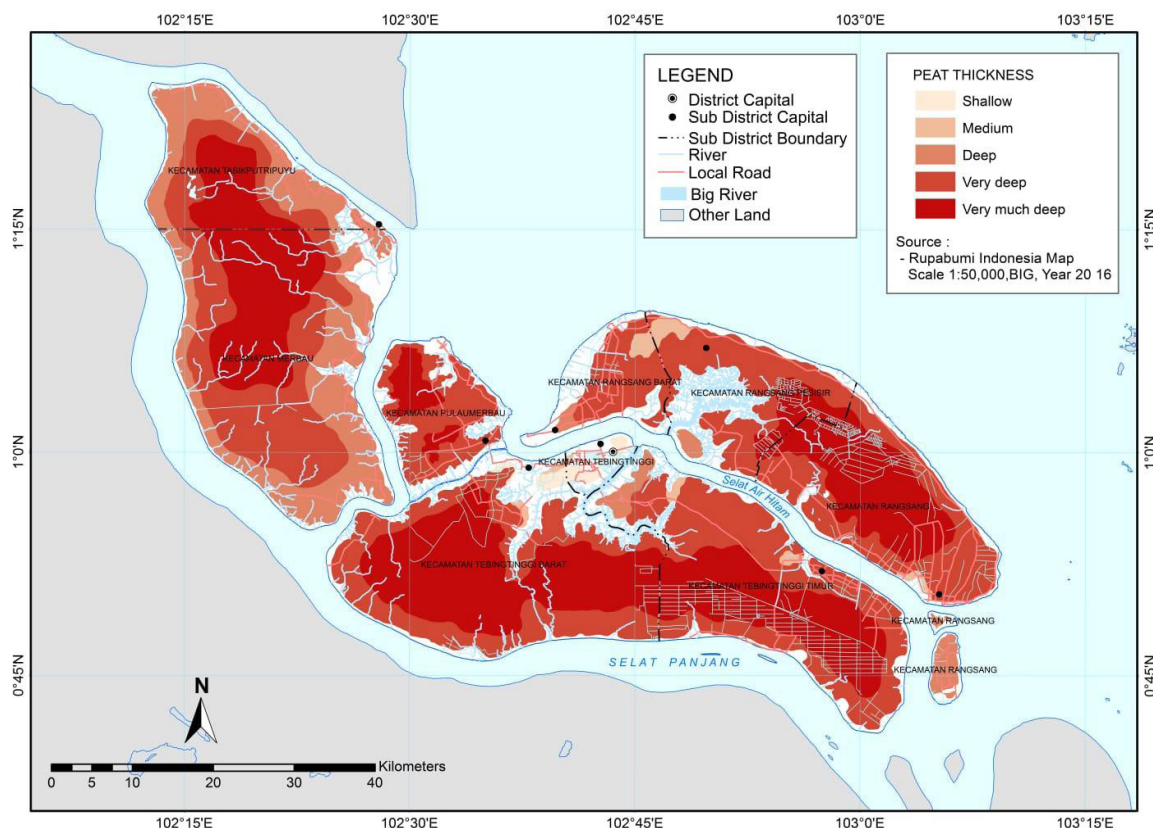 102°15'E 102°30'E 102°45'E 103°0'E 103°15'E
LEGEND
District Capital
Sub District Capital
Sub District Boundary
River
Local Road
Big River
Other Land
PEAT THICKNESS
Shallow
Medium
Deep
Very deep
Very much deep
Source :
- Rupabumi Indonesia Map
Scale 1:50,000,BIG, Year 20 16
1°15'N 1°15'N
1°0'N 1°0'N
0°45'N 0°45'N
KECAMATAN TASIKPUTRIPUYU
KECAMATAN MERBAU
KECAMATAN PULAUMERBAU
KECAMATAN RANGSANG BARAT
KECAMATAN RANGSANG PESISIR
KECAMATAN TEBINGTINGGI
Selat Air Hitam
KECAMATAN RANGSANG
KECAMATAN TEBINGTINGGI BARAT
KECAMATAN TEBINGTINGGI TIMUR
KECAMATAN RANGSANG
KECAMATAN RANGSANG
SELAT PANJANG
N
Kilometers
0 5 10 20 30 40
102°15'E 102°30'E 102°45'E 103°0'E 103°15'E